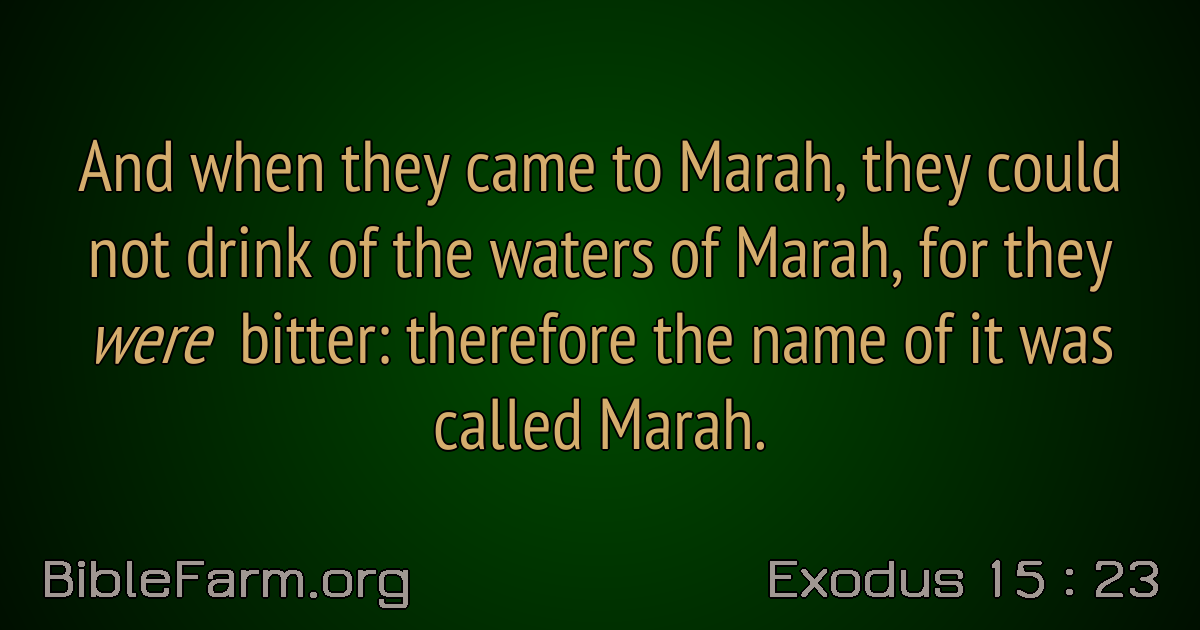 And when they came to Marah, they could
not drink of the waters of Marah, for they
were bitter: therefore the name of it was
called Marah.
BibleFarm.org
Exodus 15 : 23